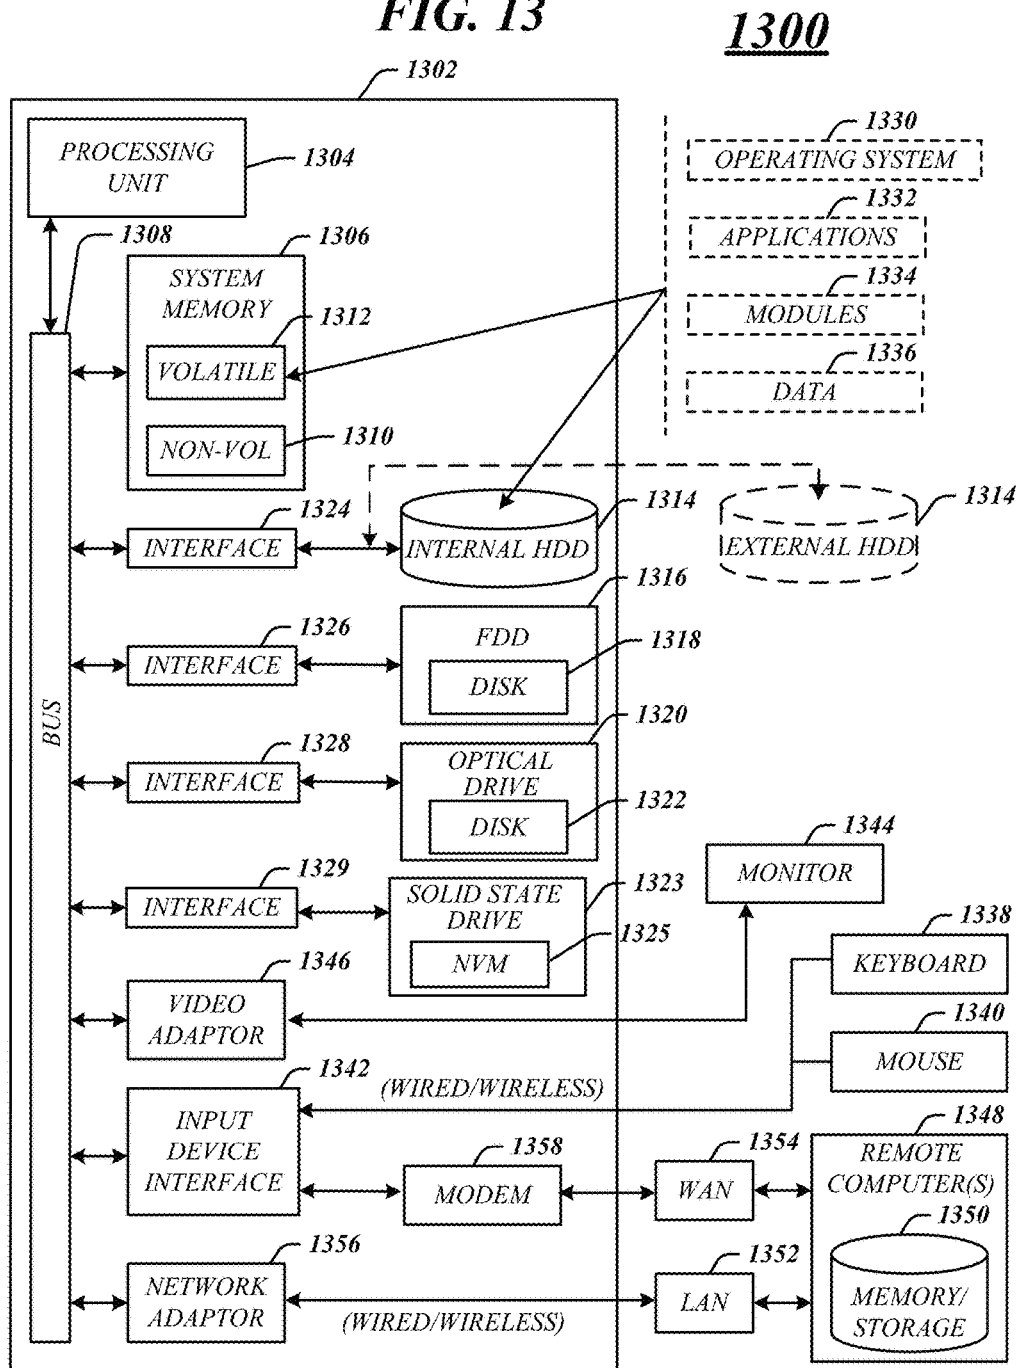 FIG. 13
1300
1302
PROCESSING
UNIT
1304
1308
1306
SYSTEM
MEMORY
1312
VOLATILE
1310
NON-VOL
1330
OPERATING SYSTEM
1332
APPLICATIONS
1334
MODULES
1336
DATA
1324
INTERFACE
1314
INTERNAL HDD
1314
EXTERNAL HDD
1316
1326
INTERFACE
FDD
1318
DISK
BUS
1320
1328
INTERFACE
OPTICAL
DRIVE
1322
DISK
1329
INTERFACE
1323
SOLID STATE
DRIVE
1325
NVM
1344
MONITOR
1338
KEYBOARD
1346
VIDEO
ADAPTOR
1340
MOUSE
1342
(WIRED/WIRELESS)
INPUT
DEVICE
INTERFACE
1358
MODEM
1354
WAN
1348
REMOTE
COMPUTER(S)
1350
MEMORY/
STORAGE
1356
NETWORK
ADAPTOR
(WIRED/WIRELESS)
1352
LAN